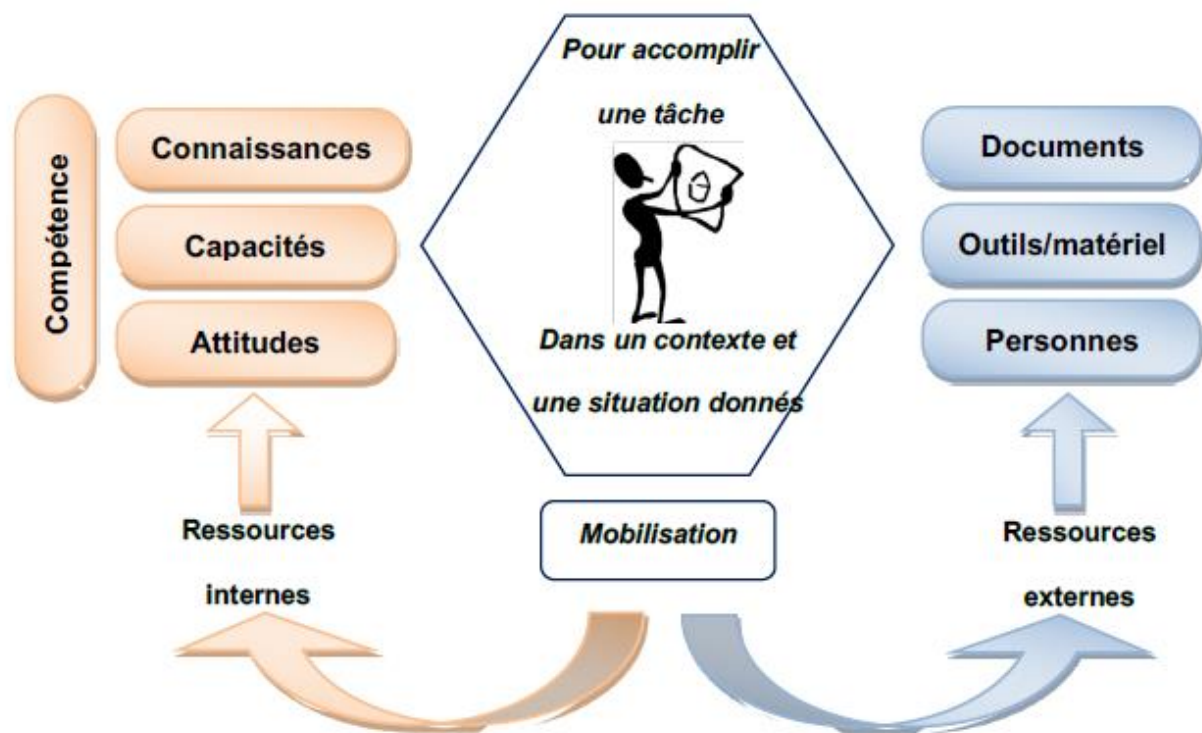 Compétence
Connaissances
Capacités
Attitudes
Ressources
internes
Pour accomplir
une tâche
Dans un contexte et
une situation donnés
Mobilisation
Documents
Outils/matériel
Personnes
Ressources
externes